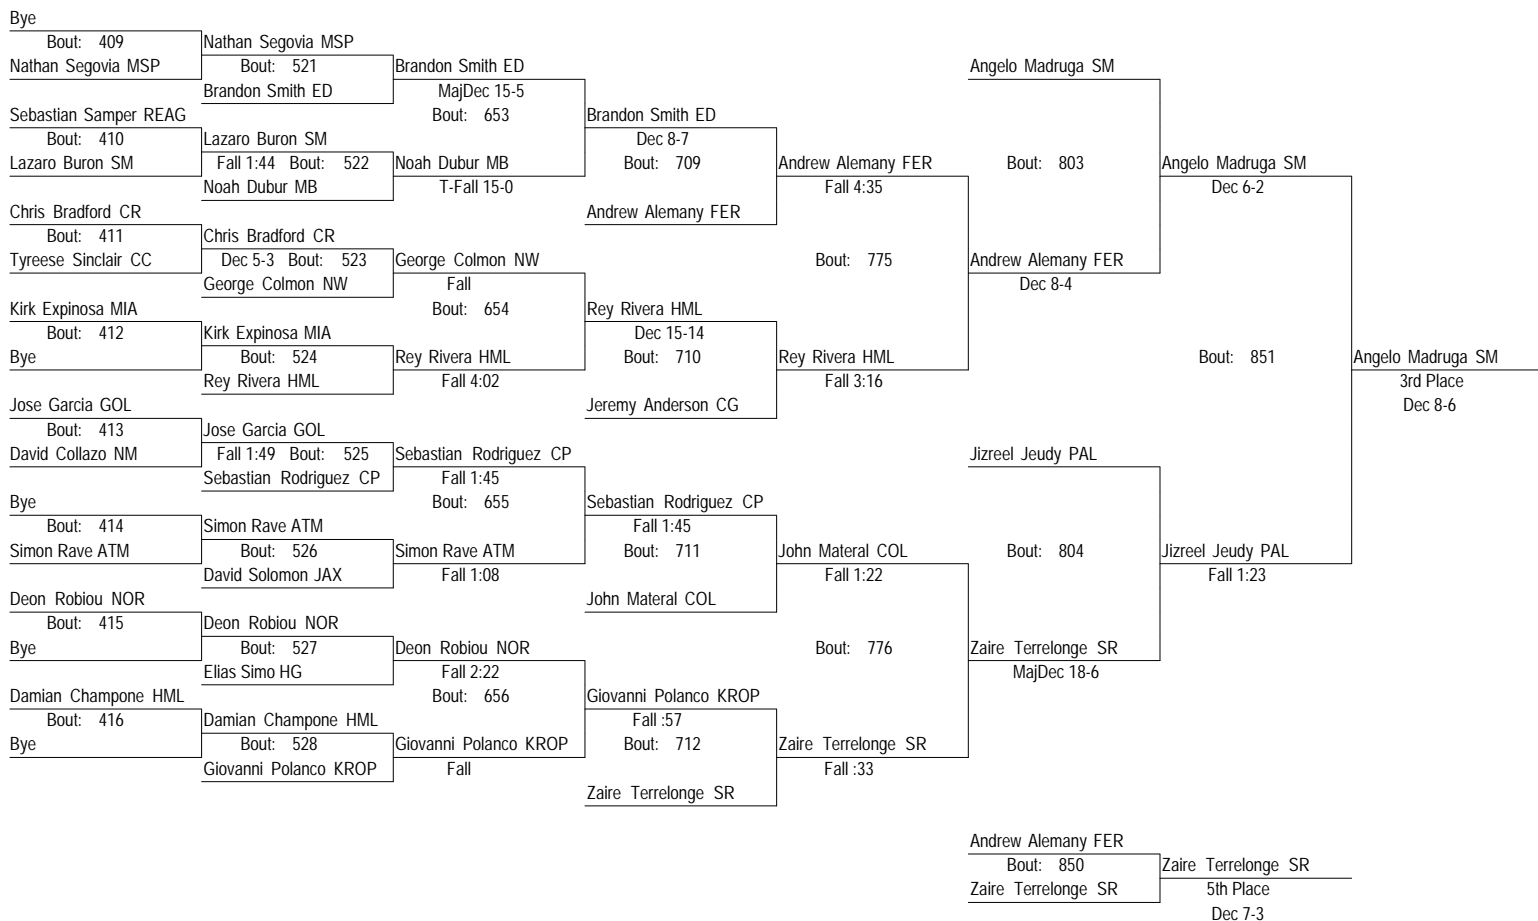 Bye
Bout: 409
Nathan Segovia MSP
Nathan Segovia MSP
Bout: 521
Brandon Smith ED
Brandon Smith ED
MajDec 15-5
Bout: 653
Sebastian Samper REAG
Bout: 410
Lazaro Buron SM
Lazaro Buron SM
Fall 1:44 Bout: 522
Noah Dubur MB
Noah Dubur MB
T-Fall 15-0
Brandon Smith ED
Dec 8-7
Bout: 709
Andrew Alemany FER
Andrew Alemany FER
Fall 4:35
Bout: 775
Chris Bradford CR
Bout: 411
Tyreese Sinclair CC
Chris Bradford CR
Dec 5-3 Bout: 523
George Colmon NW
George Colmon NW
Fall
Bout: 654
Kirk Expinosa MIA
Bout: 412
Bye
Kirk Expinosa MIA
Bout: 524
Rey Rivera HML
Rey Rivera HML
Fall 4:02
Rey Rivera HML
Dec 15-14
Bout: 710
Jeremy Anderson CG
Rey Rivera HML
Fall 3:16
Angelo Madruga SM
Bout: 803
Andrew Alemany FER
Dec 8-4
Angelo Madruga SM
Dec 6-2
Bout: 851
Angelo Madruga SM
3rd Place
Dec 8-6
Jose Garcia GOL
Bout: 413
David Collazo NM
Jose Garcia GOL
Fall 1:49 Bout: 525
Sebastian Rodriguez CP
Sebastian Rodriguez CP
Fall 1:45
Bout: 655
Bye
Bout: 414
Simon Rave ATM
Simon Rave ATM
Bout: 526
David Solomon JAX
Simon Rave ATM
Fall 1:08
Sebastian Rodriguez CP
Fall 1:45
Bout: 711
John Materal COL
John Materal COL
Fall 1:22
Bout: 776
Deon Robiou NOR
Bout: 415
Bye
Deon Robiou NOR
Bout: 527
Elias Simo HG
Deon Robiou NOR
Fall 2:22
Bout: 656
Damian Champone HML
Bout: 416
Bye
Damian Champone HML
Bout: 528
Giovanni Polanco KROP
Giovanni Polanco KROP
Fall
Giovanni Polanco KROP
Fall :57
Bout: 712
Zaire Terrelonge SR
Zaire Terrelonge SR
Fall :33
Jizreel Jeudy PAL
Bout: 804
Zaire Terrelonge SR
MajDec 18-6
Jizreel Jeudy PAL
Fall 1:23
Andrew Alemany FER
Bout: 850
Zaire Terrelonge SR
Zaire Terrelonge SR
5th Place
Dec 7-3